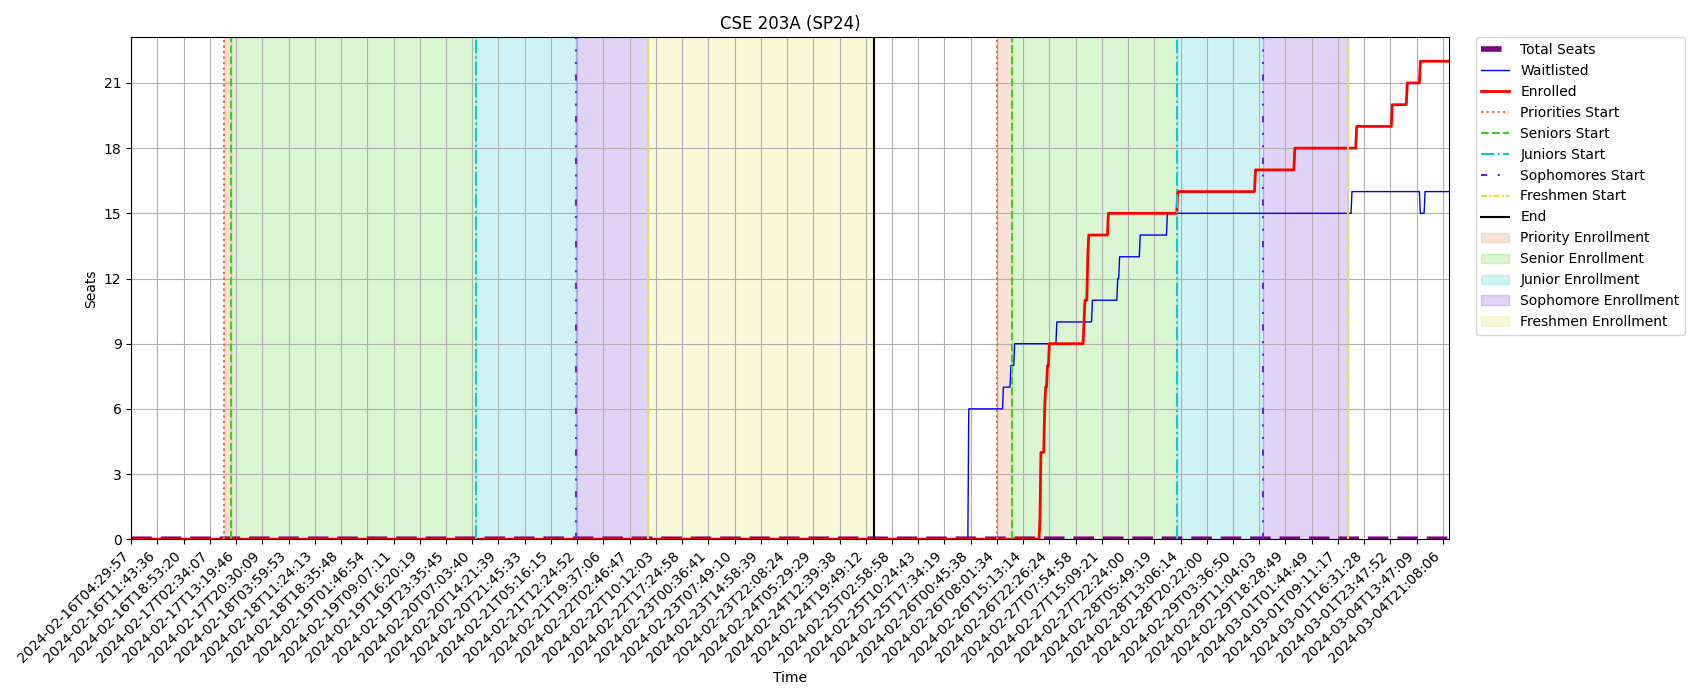 CSE 203A (SP24)
Seats
21
18
15
12
9
6
3
0
2024-02-16T04:29:57
2024-02-16T11:43:36
2024-02-16T18:53:20
2024-02-17T02:34:07
2024-02-17T13:19:46
2024-02-17T20:30:09
2024-02-18T03:59:53
2024-02-18T11:24:13
2024-02-18T18:35:48
2024-02-19T01:46:54
2024-02-19T09:07:11
2024-02-19T16:20:19
2024-02-19T23:35:45
2024-02-20T07:03:40
2024-02-20T14:21:39
2024-02-20T21:45:33
2024-02-21T05:16:15
2024-02-21T12:24:52
2024-02-21T19:37:06
2024-02-22T02:46:47
2024-02-22T10:12:03
2024-02-22T17:24:58
2024-02-23T00:36:41
2024-02-23T07:49:10
2024-02-23T14:58:39
2024-02-23T22:08:24
2024-02-24T05:29:29
2024-02-24T12:39:38
2024-02-24T19:49:12
2024-02-25T02:58:58
2024-02-25T10:24:43
2024-02-25T17:34:19
2024-02-26T00:45:38
2024-02-26T08:01:34
2024-02-26T15:13:14
2024-02-26T22:26:24
2024-02-27T07:54:58
2024-02-27T15:09:21
2024-02-27T22:24:00
2024-02-28T05:49:19
2024-02-28T13:06:14
2024-02-28T20:22:00
2024-02-29T03:36:50
2024-02-29T11:04:03
2024-02-29T18:28:49
2024-03-01T01:44:49
2024-03-01T09:11:17
2024-03-01T16:31:28
2024-03-01T23:47:52
2024-03-04T13:47:09
2024-03-04T21:08:06
Time
Total Seats
Waitlisted
Enrolled
Priorities Start
Seniors Start
Juniors Start
Sophomores Start
Freshmen Start
End
Priority Enrollment
Senior Enrollment
Junior Enrollment
Sophomore Enrollment
Freshmen Enrollment